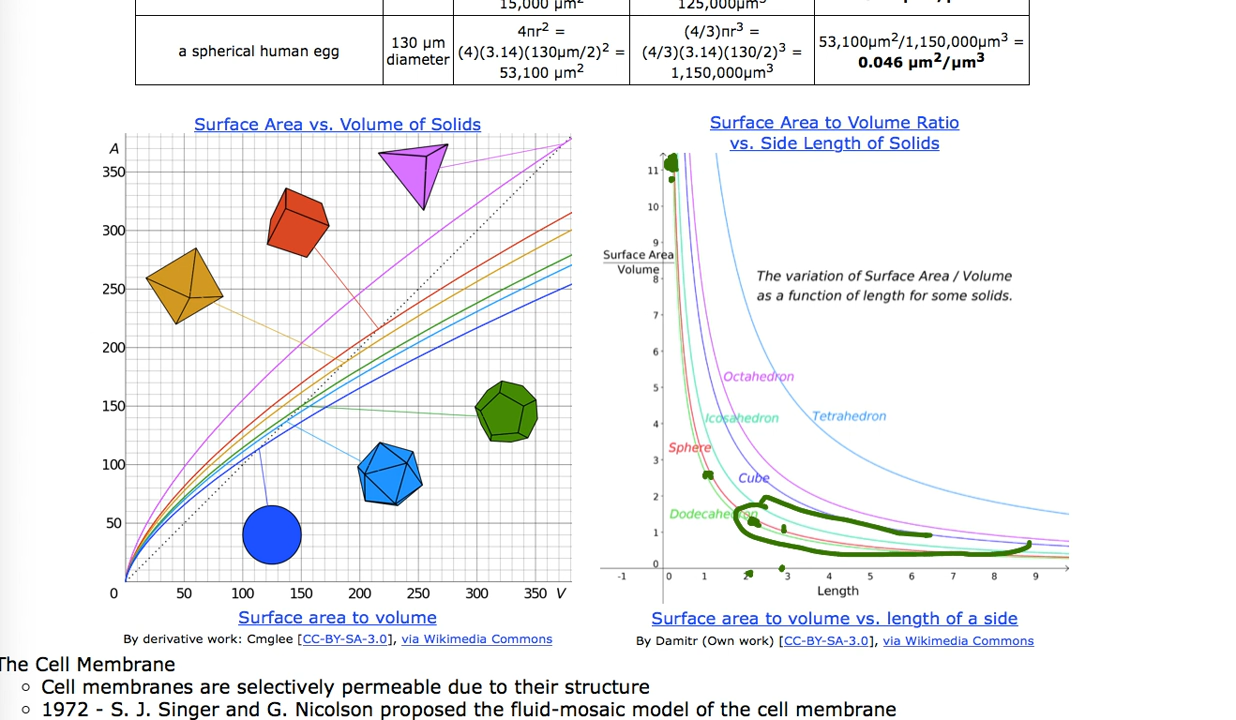 15,000 µm²
125,000µm³
a spherical human egg
130 µm
diameter
4πr² =
(4)(3.14)(130µm/2)² =
53,100 µm²
(4/3)πr³ =
(4/3)(3.14)(130/2)³ =
1,150,000µm³
53,100µm²/1,150,000µm³ =
0.046 µm²/µm³
Surface Area vs. Volume of Solids
A
350
300
250
200
150
100
50
0 50 100 150 200 250 300 350 V
Surface area to volume
By derivative work: Cmglee [CC-BY-SA-3.0], via Wikimedia Commons
Surface Area to Volume Ratio
vs. Side Length of Solids
11
10
9
Surface Area
Volume
8
The variation of Surface Area / Volume
as a function of length for some solids.
7
6
5
Octahedron
4
Icosahedron
Tetrahedron
Sphere
3
Cube
2
Dodecahedron
1
0
-1 0 1 2 3 4 5 6 7 8 9
Length
Surface area to volume vs. length of a side
By Damitr (Own work) [CC-BY-SA-3.0], via Wikimedia Commons
The Cell Membrane
Cell membranes are selectively permeable due to their structure
1972 - S. J. Singer and G. Nicolson proposed the fluid-mosaic model of the cell membrane